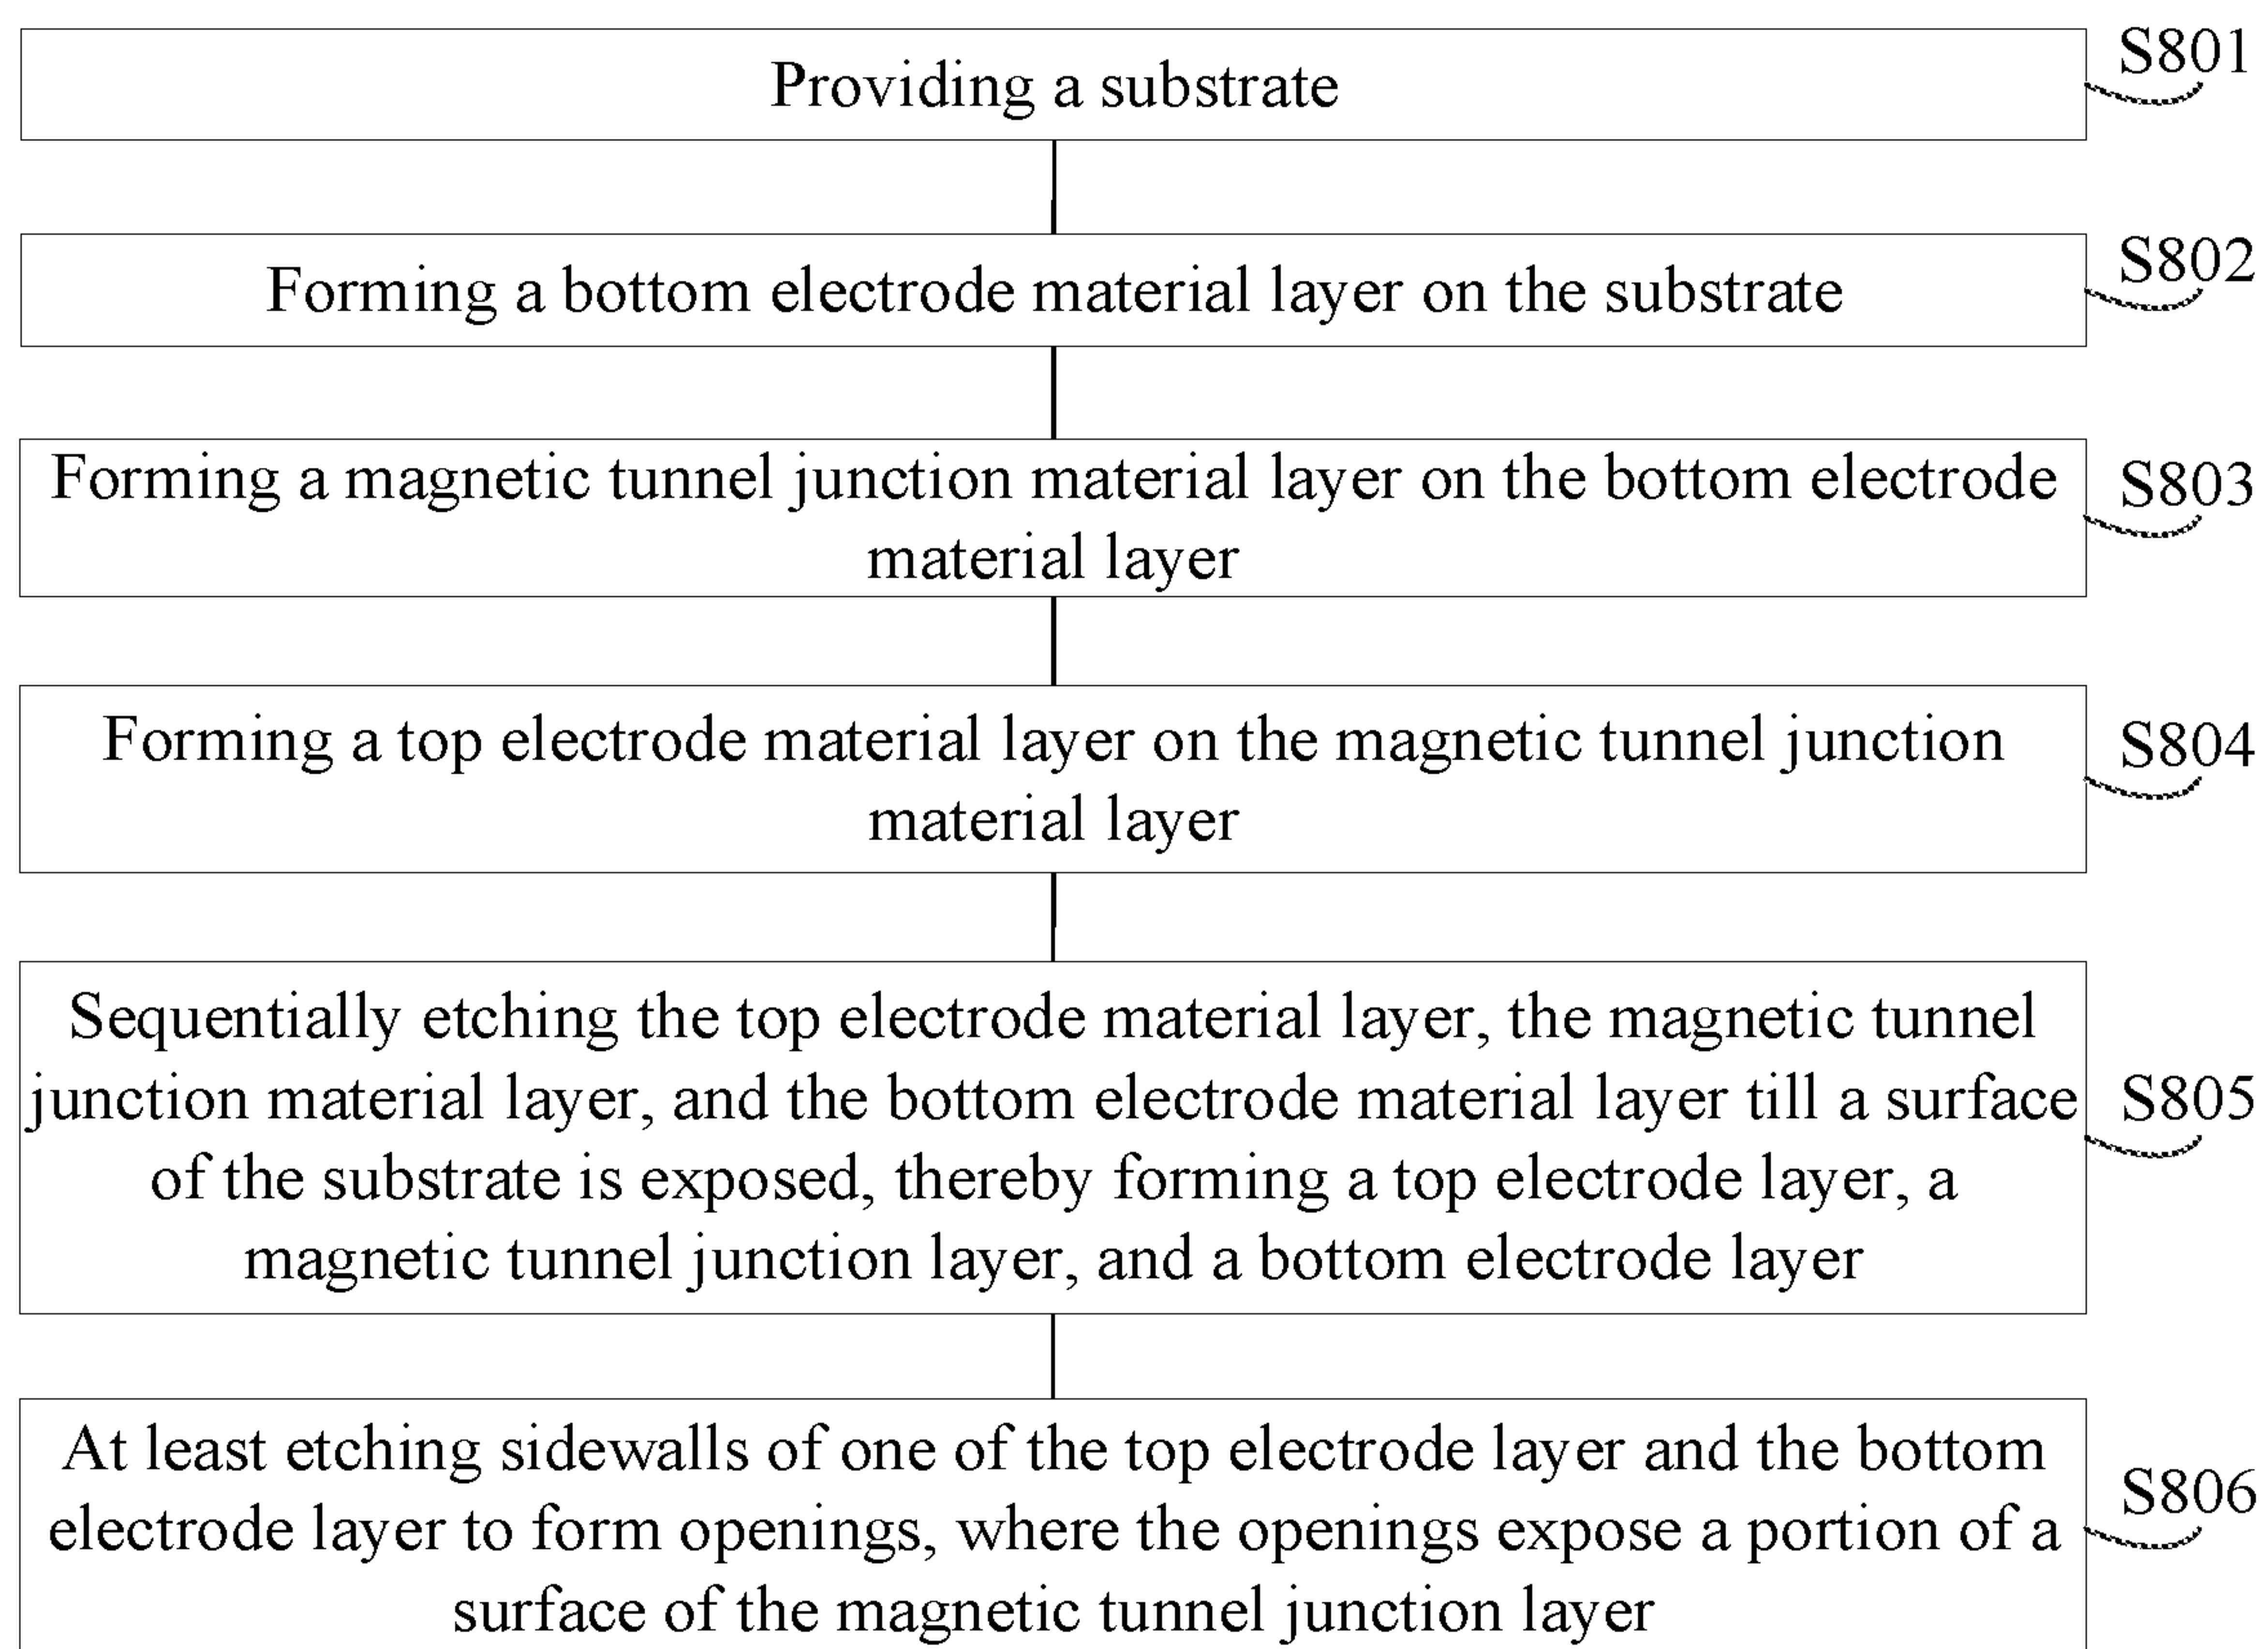 Providing a substrate
S801
Forming a bottom electrode material layer on the substrate
S802
Forming a magnetic tunnel junction material layer on the bottom electrode
material layer
S803
Forming a top electrode material layer on the magnetic tunnel junction
material layer
S804
Sequentially etching the top electrode material layer, the magnetic tunnel
junction material layer, and the bottom electrode material layer till a surface
of the substrate is exposed, thereby forming a top electrode layer, a
magnetic tunnel junction layer, and a bottom electrode layer
S805
At least etching sidewalls of one of the top electrode layer and the bottom
electrode layer to form openings, where the openings expose a portion of a
surface of the magnetic tunnel junction layer
S806